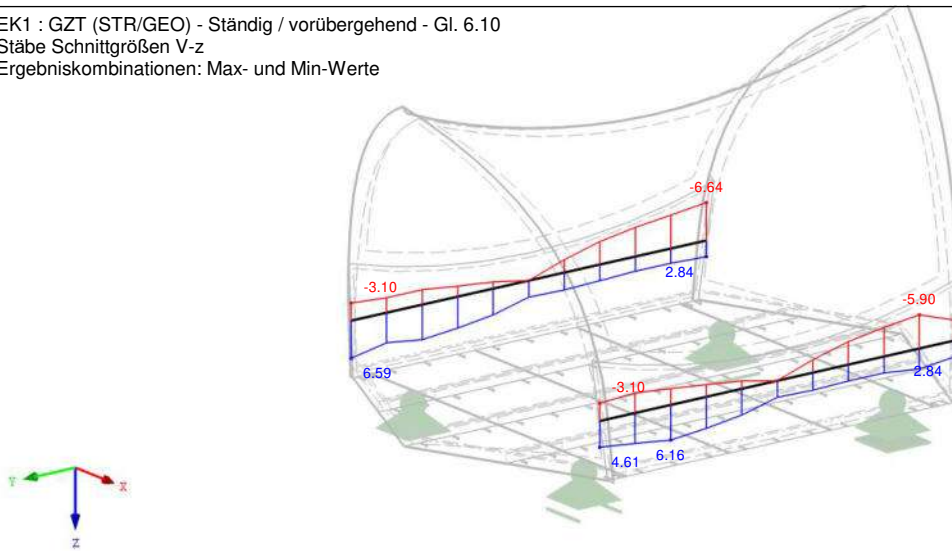 EK1 : GZT (STR/GEO) - Ständig / vorübergehend - Gl. 6.10
Stäbe Schnittgrößen V-z
Ergebniskombinationen: Max- und Min-Werte
-6.64
2.84
-3.10
-5.90
6.59
2.84
-3.10
4.61
6.16
Y
X
Z